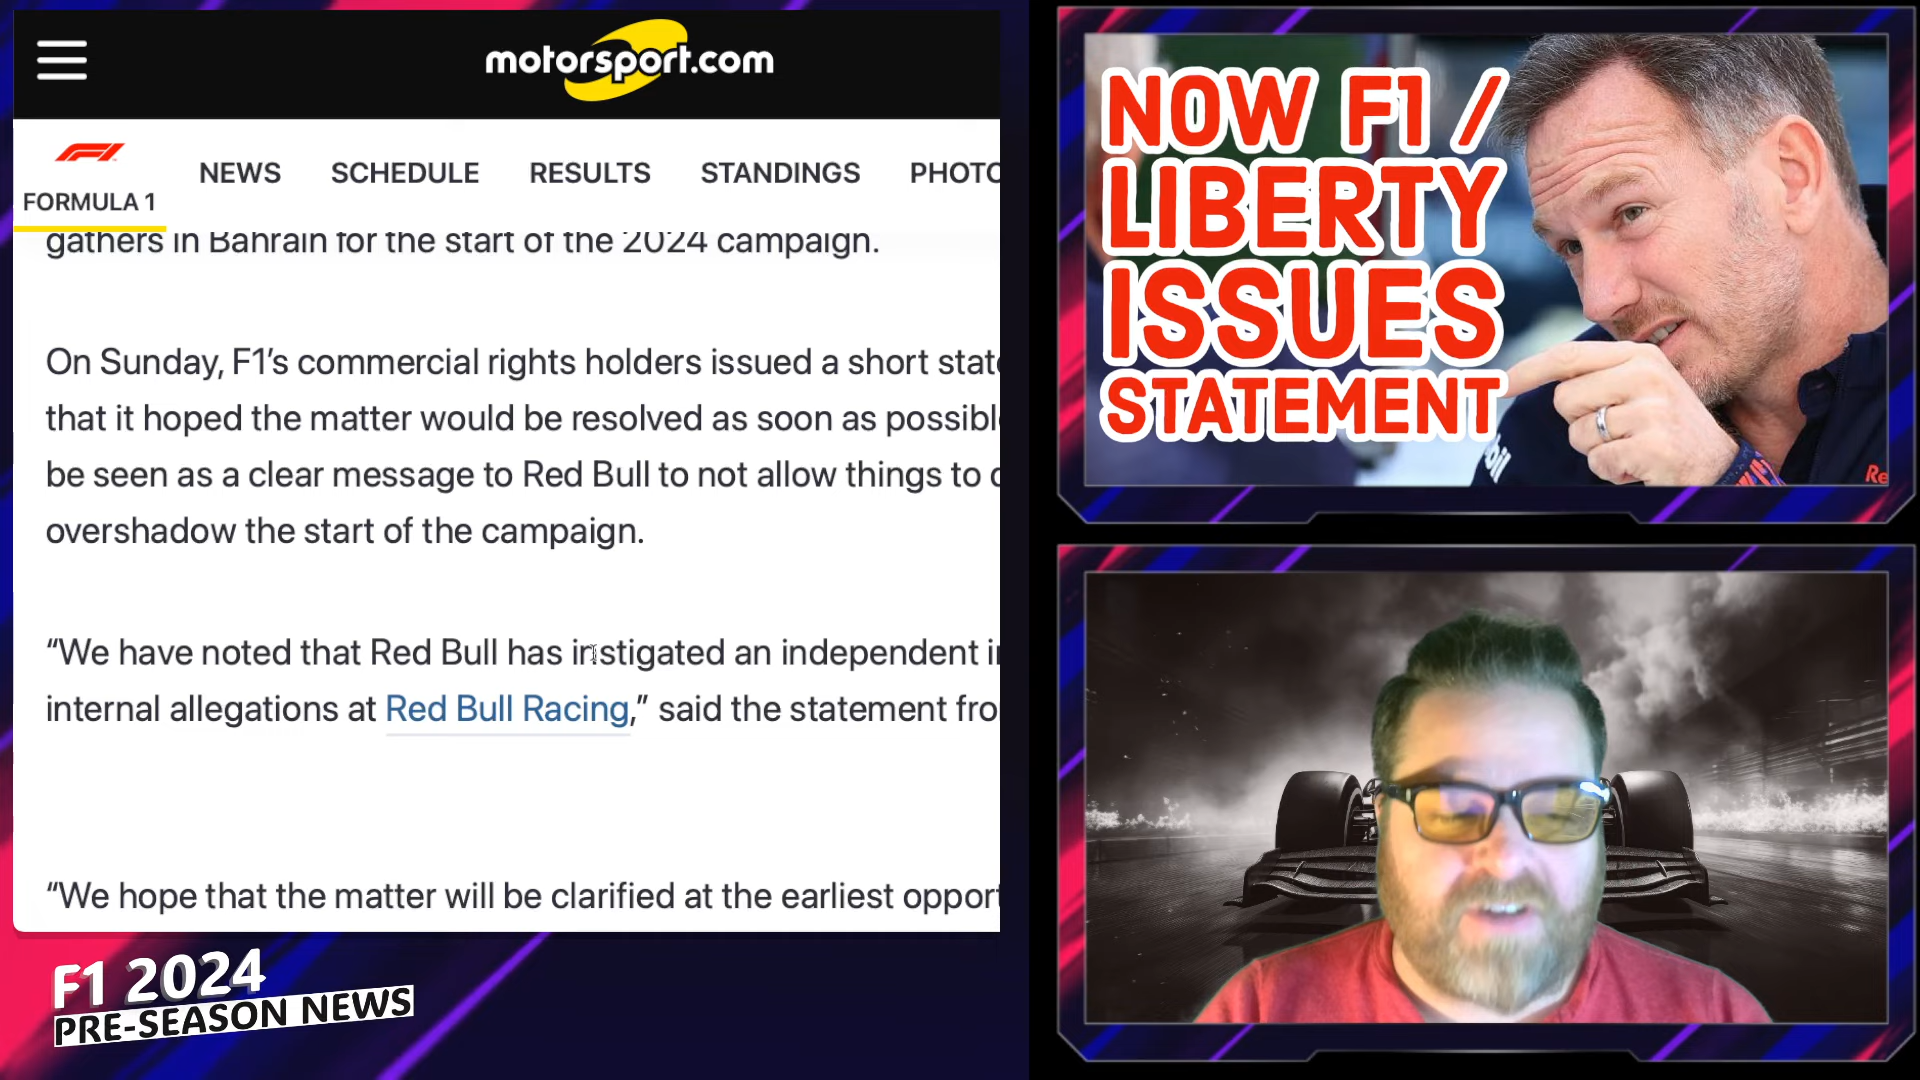 motorsport.com
FORMULA 1
NEWS
SCHEDULE
RESULTS
STANDINGS
gathers in Bahrain for the start of the 2024 campaign.
On Sunday, F1’s commercial rights holders issued a short
that it hoped the matter would be resolved as soon as
be seen as a clear message to Red Bull to not allow things to
overshadow the start of the campaign.
“We have noted that Red Bull has instigated an independent
internal allegations at Red Bull Racing,” said the statement
“We hope that the matter will be clarified at the earliest
F1 2024
PRE-SEASON NEWS
NOW F1 /
LIBERTY
ISSUES
STATEMENT